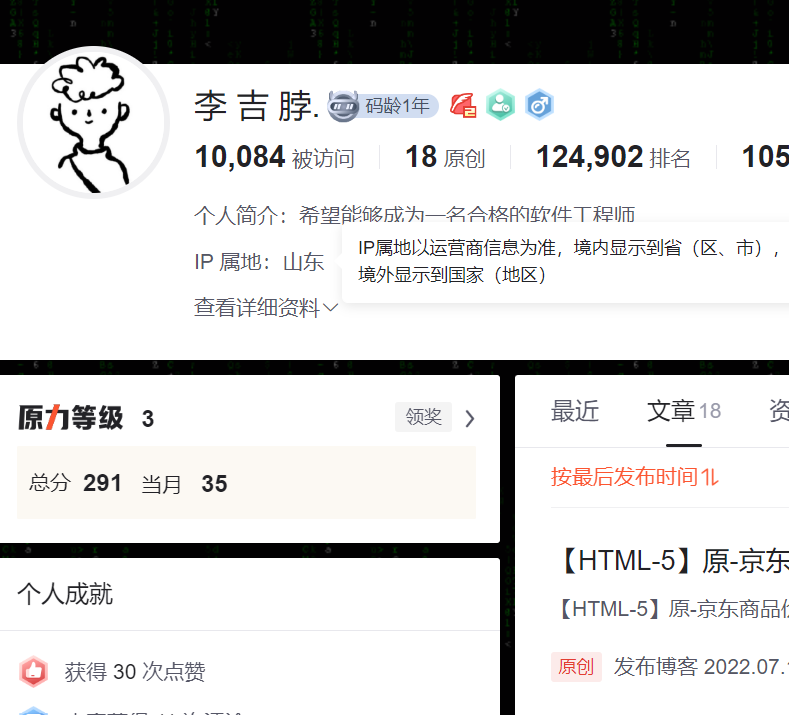 李 吉 脖. 码龄1年
10,084 被访问 18 原创 124,902 排名 105
个人简介：希望能够成为一名合格的软件工程师
IP 属地：山东
IP属地以运营商信息为准，境内显示到省（区、市），
境外显示到国家（地区）
查看详细资料
原力等级 3 领奖
总分 291 当月 35
个人成就
获得 30 次点赞
最近 文章 18 资
按最后发布时间
【HTML-5】原-京东
【HTML-5】原-京东商品
原创 发布博客 2022.07.